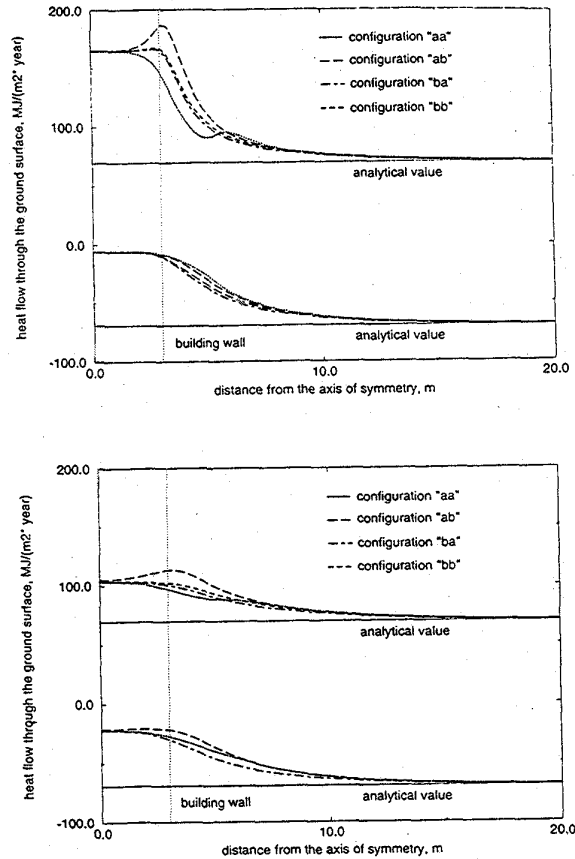 200.0
100.0
0.0
-100.0
heat flow through the ground surface, MJ/(m2* year)
configuration "aa"
configuration "ab"
configuration "ba"
configuration "bb"
analytical value
building wall
analytical value
0.0
10.0
20.0
distance from the axis of symmetry, m
200.0
100.0
0.0
-100.0
heat flow through the ground surface, MJ/(m2* year)
configuration "aa"
configuration "ab"
configuration "ba"
configuration "bb"
analytical value
building wall
analytical value
0.0
10.0
20.0
distance from the axis of symmetry, m